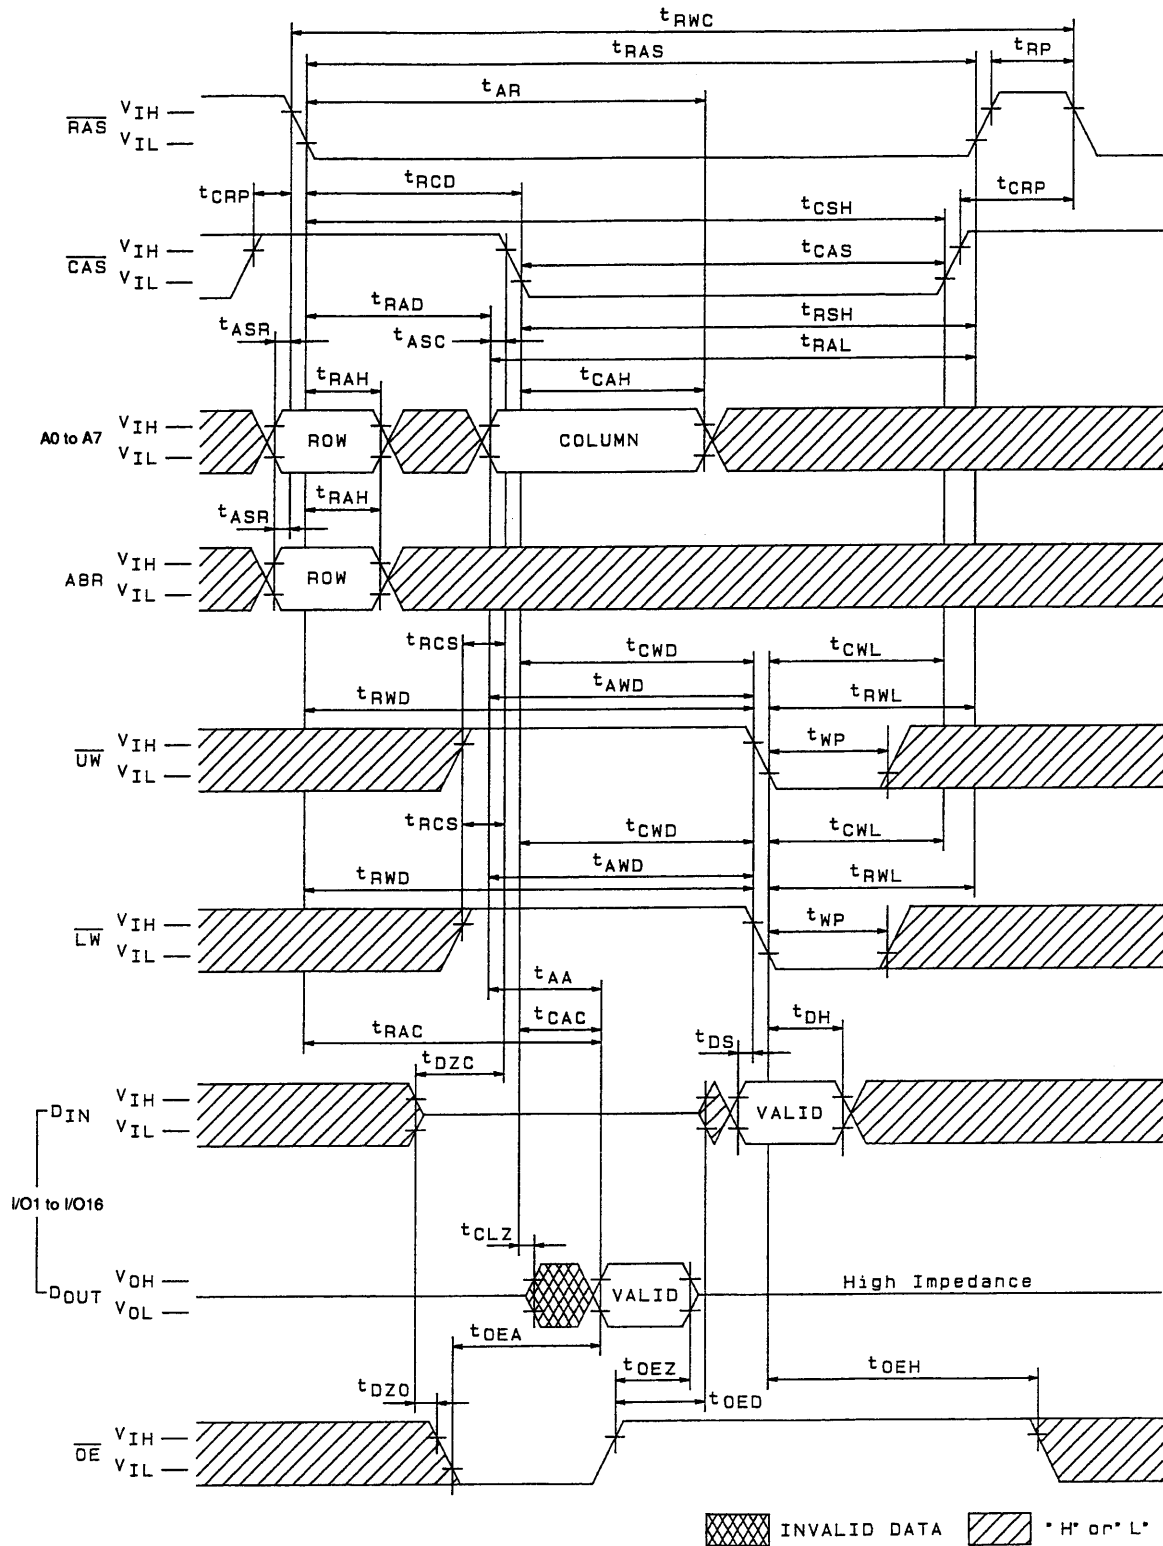 tRWC
tRAS
tRP
tAR
RAS
VIH
VIL
tCRP
tRCD
tCRP
tCSH
CAS
VIH
VIL
tCAS
tRAD
tRSH
tASR
tASC
tRAL
tRAH
tCAH
A0 to A7
VIH
VIL
ROW
COLUMN
tRAH
tASR
A8R
VIH
VIL
ROW
tRCS
tCWD
tCWL
tAWD
tRWD
tRWL
UW
VIH
VIL
tWP
tRCS
tCWD
tCWL
tAWD
tRWD
tRWL
LW
VIH
VIL
tWP
tAA
tCAC
tRAC
tDH
tDS
tDZC
DIN
VIH
VIL
VALID
I/O1 to I/O16
tCLZ
DOUT
VOH
VOL
VALID
High Impedance
tOEA
tOEZ
tOEH
tDZO
tOED
OE
VIH
VIL
INVALID DATA
"H" or "L"